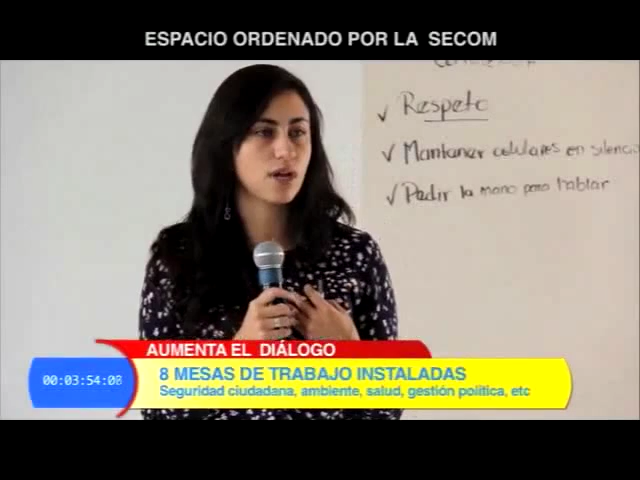 ESPACIO ORDENADO POR LA SECOM
✓ Respeto
✓ Mantener celulares en silencio
✓ Pedir la mano para hablar
AUMENTA EL DIÁLOGO
8 MESAS DE TRABAJO INSTALADAS
00:03:54:08
Seguridad ciudadana, ambiente, salud, gestión política, etc